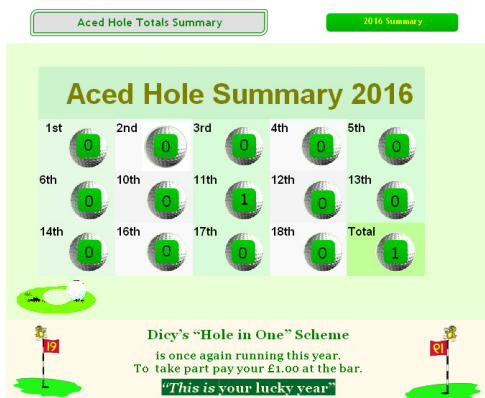 Aced Hole Totals Summary
2016 Summary
Aced Hole Summary 2016
1st 0 2nd 0 3rd 0 4th 0 5th 0
6th 0 10th 0 11th 1 12th 0 13th 0
14th 0 16th 0 17th 0 18th 0 Total 1
19 19
Dicy's “Hole in One” Scheme
is once again running this year.
To take part pay your £1.00 at the bar.
“This is your lucky year”